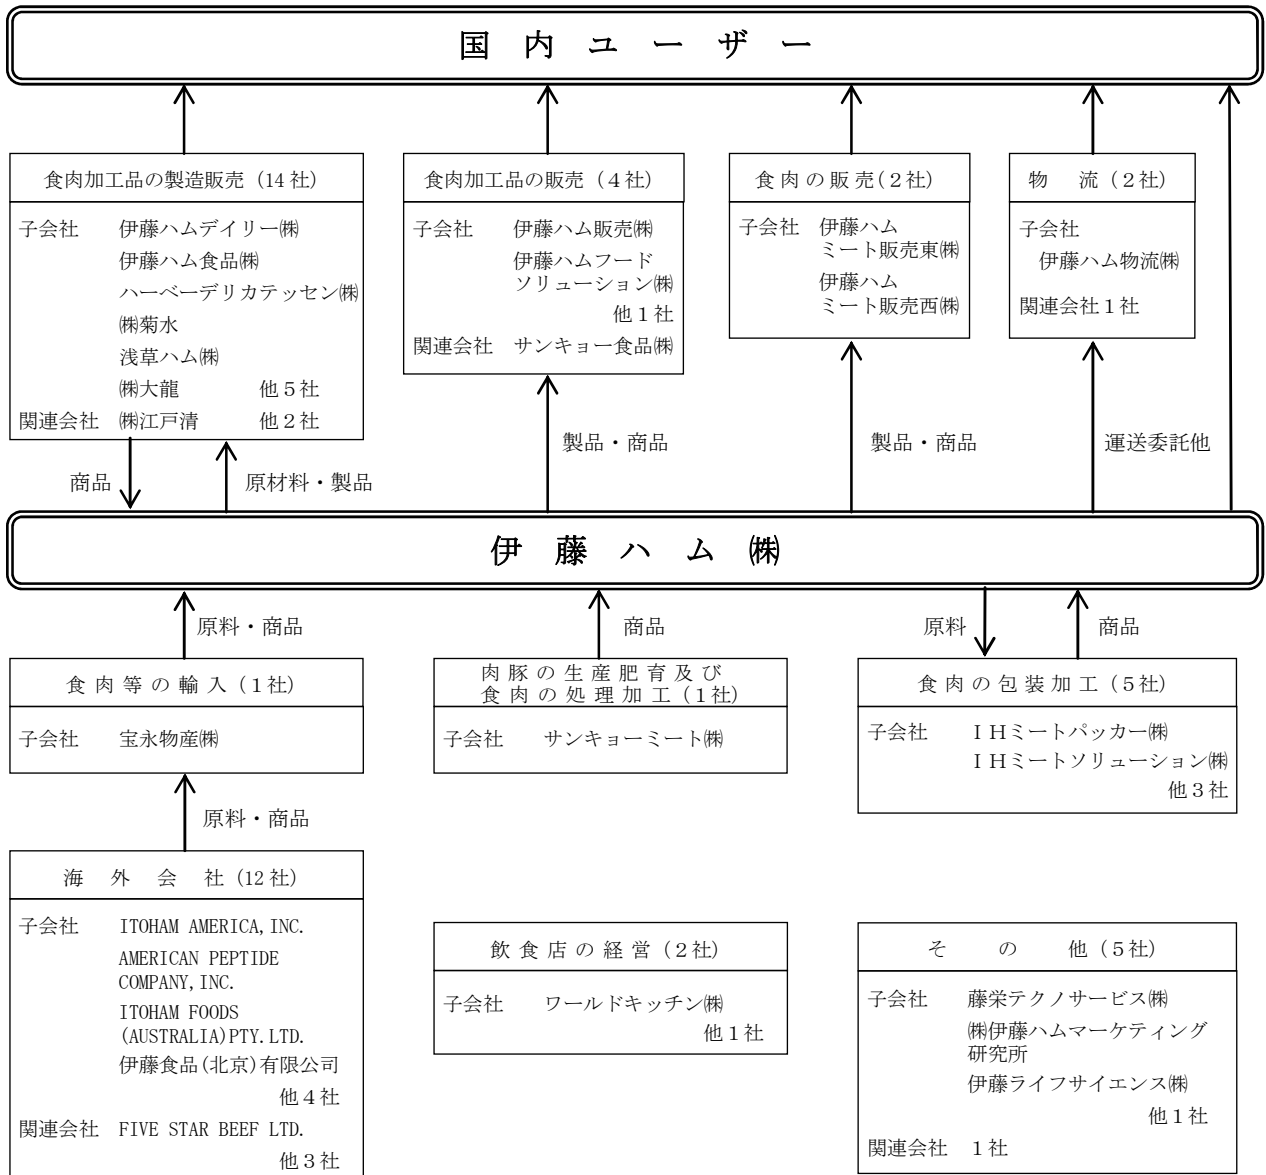 国内ユーザー
食肉加工品の製造販売（14社）
子会社 伊藤ハムデイリー㈱
伊藤ハム食品㈱
ハーベーデリカテッセン㈱
㈱菊水
浅草ハム㈱
㈱大龍 他５社
関連会社 ㈱江戸清 他２社
食肉加工品の販売（４社）
子会社 伊藤ハム販売㈱
伊藤ハムフード
ソリューション㈱
他１社
関連会社 サンキョー食品㈱
食肉の販売（２社）
子会社 伊藤ハム
ミート販売東㈱
伊藤ハム
ミート販売西㈱
物流（２社）
子会社
伊藤ハム物流㈱
関連会社１社
商品
原材料・製品
製品・商品
製品・商品
運送委託他
伊藤ハム㈱
原料・商品
商品
原料
商品
食肉等の輸入（１社）
子会社 宝永物産㈱
肉豚の生産肥育及び
食肉の処理加工（１社）
子会社 サンキョーミート㈱
食肉の包装加工（５社）
子会社 ＩＨミートパッカー㈱
ＩＨミートソリューション㈱
他３社
原料・商品
海外会社（12社）
子会社 ITOHAM AMERICA,INC.
AMERICAN PEPTIDE
COMPANY,INC.
ITOHAM FOODS
(AUSTRALIA)PTY.LTD.
伊藤食品(北京)有限公司
他４社
関連会社 FIVE STAR BEEF LTD.
他３社
飲食店の経営（２社）
子会社 ワールドキッチン㈱
他１社
その他（５社）
子会社 藤栄テクノサービス㈱
㈱伊藤ハムマーケティング
研究所
伊藤ライフサイエンス㈱
他１社
関連会社 １社